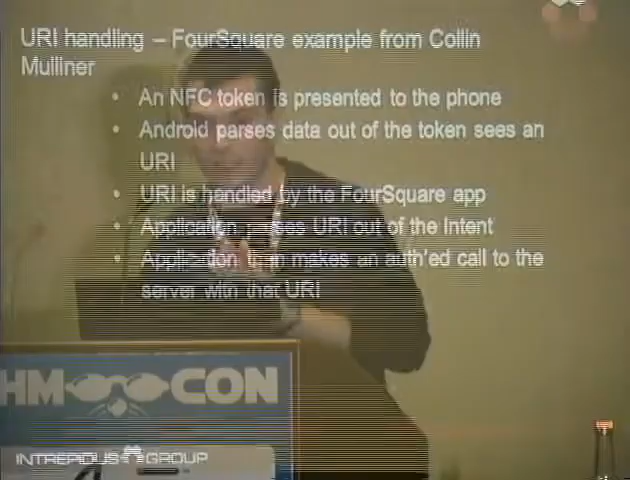 URI handling – FourSquare example from Collin
Mulliner
• An NFC token is presented to the phone
• Android parses data out of the token sees an
URI
• URI is handled by the FourSquare app
• Application parses URI out of the Intent
• Application then makes an auth'ed call to the
server with that URI
HM CON
INTREPIDUS GROUP